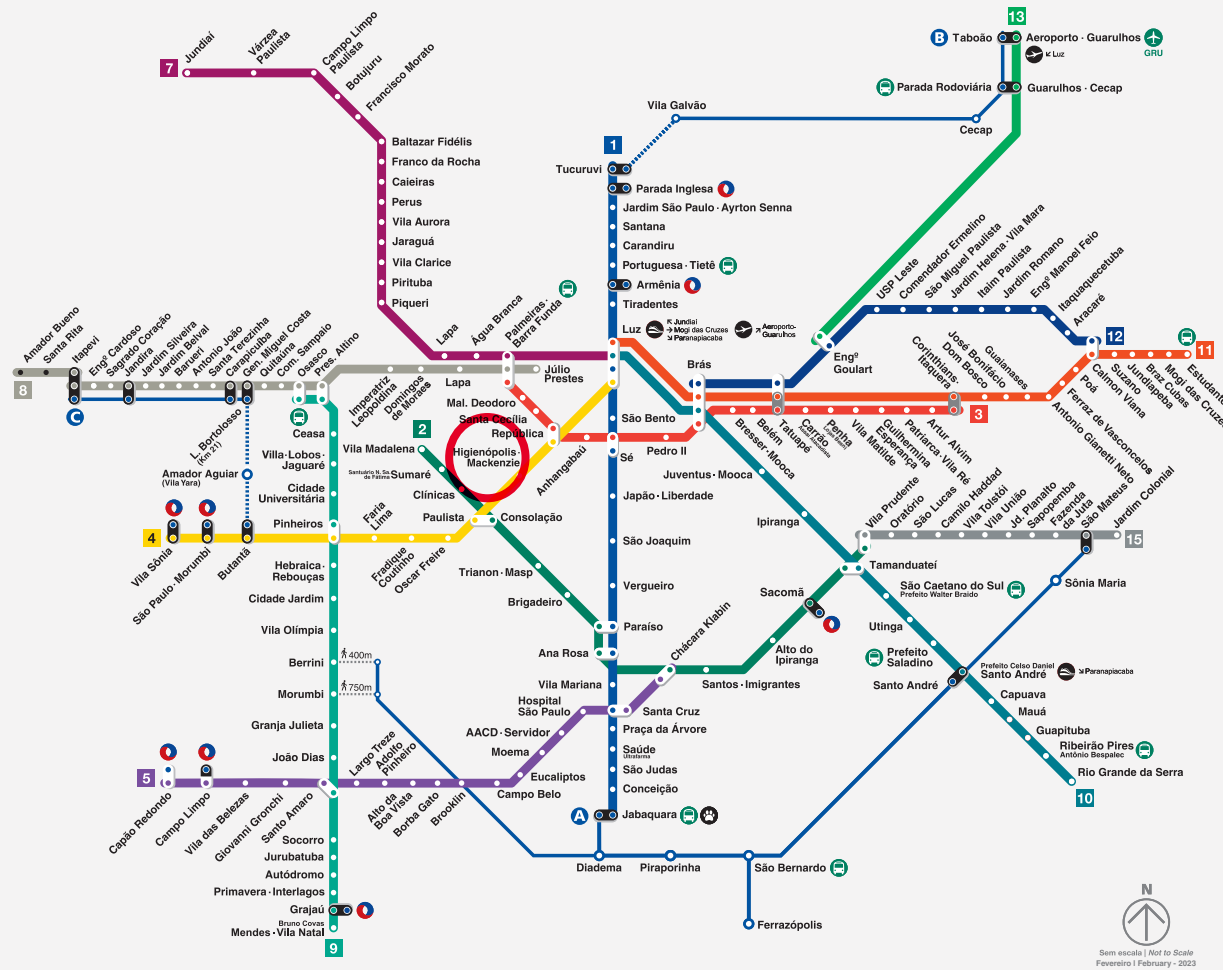 13
B
Taboão
Aeroporto · Guarulhos
GRU
↙ Luz
Parada Rodoviária
Guarulhos · Cecap
Vila Galvão
Cecap
7
Jundiaí
Várzea
Paulista
Campo Limpo
Paulista
Botujuru
Francisco Morato
Baltazar Fidélis
Franco da Rocha
Caieiras
Perus
Vila Aurora
Jaraguá
Vila Clarice
Pirituba
Piqueri
Lapa
Água Branca
Palmeiras-
Barra Funda
1
Tucuruvi
Parada Inglesa
Jardim São Paulo · Ayrton Senna
Santana
Carandiru
Portuguesa · Tietê
Armênia
Tiradentes
Luz
↖ Jundiaí
→ Mogi das Cruzes
↘ Paranapiacaba
↗ Aeroporto-
Guarulhos
São Bento
Sé
Japão · Liberdade
São Joaquim
Vergueiro
Paraíso
Ana Rosa
Vila Mariana
Santa Cruz
Praça da Árvore
Saúde
Ultrafarma
São Judas
Conceição
A
Jabaquara
USP Leste
Comendador Ermelino
São Miguel Paulista
Jardim Helena · Vila Mara
Itaim Paulista
Jardim Romano
Engº Manoel Feio
Itaquaquecetuba
Aracaré
12
11
Engº
Goulart
Brás
Tatuapé
Corinthians-
Itaquera
Dom Bosco
José Bonifácio
Guaianases
Antonio Gianetti Neto
Ferraz de Vasconcelos
Poá
Calmon Viana
Suzano
Jundiapeba
Braz Cubas
Mogi das Cruzes
Estudantes
3
Belém
Carrão
Penha
Vila Matilde
Guilhermina
Esperança
Patriarca · Vila Ré
Artur Alvim
Bresser · Mooca
Pedro II
Anhangabaú
República
Santa Cecília
Mal. Deodoro
8
Amador Bueno
Santa Rita
Itapevi
Engº Cardoso
Sagrado Coração
Jandira
Jardim Silveira
Jardim Belval
Barueri
Antonio João
Santa Terezinha
Carapicuíba
Gen. Miguel Costa
Quitaúna
Com. Sampaio
Osasco
Pres. Altino
Imperatriz
Leopoldina
Domingos
de Moraes
Lapa
Júlio
Prestes
C
L. Bortolosso
(Km 21)
Amador Aguiar
(Vila Yara)
Ceasa
Villa-Lobos-
Jaguaré
Cidade
Universitária
Pinheiros
Hebraica-
Rebouças
Cidade Jardim
Vila Olímpia
Berrini
400m
Morumbi
750m
Granja Julieta
João Dias
Santo Amaro
Socorro
Jurubatuba
Autódromo
Primavera · Interlagos
Grajaú
Bruno Covas
Mendes · Vila Natal
9
4
Vila Sônia
São Paulo · Morumbi
Butantã
Faria
Lima
Fradique
Coutinho
Oscar Freire
Paulista
Higienópolis-
Mackenzie
2
Vila Madalena
Santuário N. Sa.
de Fátima
Sumaré
Clínicas
Consolação
Trianon · Masp
Brigadeiro
Chácara Klabin
Santos · Imigrantes
Alto do
Ipiranga
Sacomã
Tamanduateí
Vila Prudente
Oratório
São Lucas
Camilo Haddad
Vila Tolstói
Vila União
Jd. Planalto
Sapopemba
Fazenda
da Juta
São Mateus
Jardim Colonial
15
Juventus · Mooca
Ipiranga
São Caetano do Sul
Prefeito Walter Braido
Utinga
Prefeito
Saladino
Prefeito Celso Daniel
Santo André
↘ Paranapiacaba
Santo André
Sônia Maria
Capuava
Mauá
Guapituba
Ribeirão Pires
Antônio Bespalec
Rio Grande da Serra
10
5
Capão Redondo
Campo Limpo
Vila das Belezas
Giovanni Gronchi
Largo Treze
Adolfo
Pinheiro
Alto da
Boa Vista
Borba Gato
Brooklin
Campo Belo
Eucaliptos
Moema
AACD · Servidor
Hospital
São Paulo
Diadema
Piraporinha
São Bernardo
Ferrazópolis
N
Sem escala | Not to Scale
Fevereiro | February - 2023